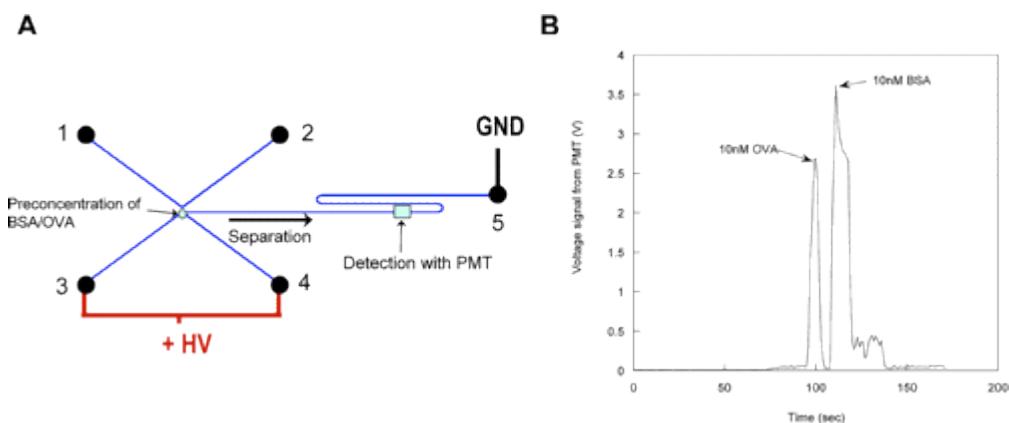 A
1
2
GND
Preconcentration of
BSA/OVA
Separation
5
Detection with PMT
3
4
+ HV
B
Voltage signal from PMT (V)
4
3.5
3
2.5
2
1.5
1
0.5
0
10nM BSA
10nM OVA
0
50
100
150
200
Time (sec)